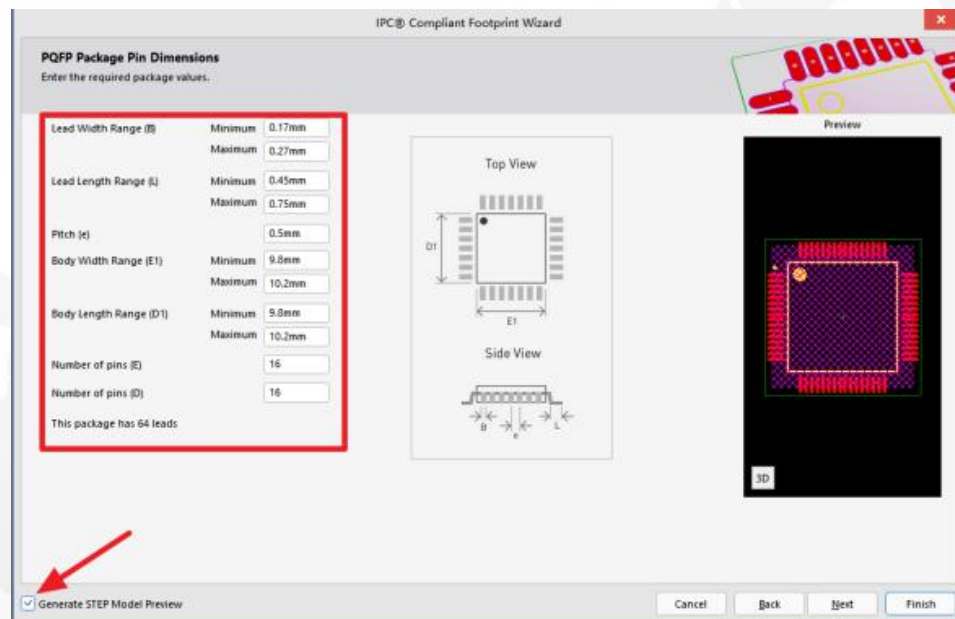 IPC® Compliant Footprint Wizard
PQFP Package Pin Dimensions
Enter the required package values.
Lead Width Range (B) Minimum 0.17mm
Maximum 0.27mm
Lead Length Range (L) Minimum 0.45mm
Maximum 0.75mm
Pitch (e) 0.5mm
Body Width Range (E1) Minimum 9.8mm
Maximum 10.2mm
Body Length Range (D1) Minimum 9.8mm
Maximum 10.2mm
Number of pins (E) 16
Number of pins (D) 16
This package has 64 leads
Top View
D1
E1
Side View
B e L
Preview
3D
Generate STEP Model Preview
Cancel Back Next Finish